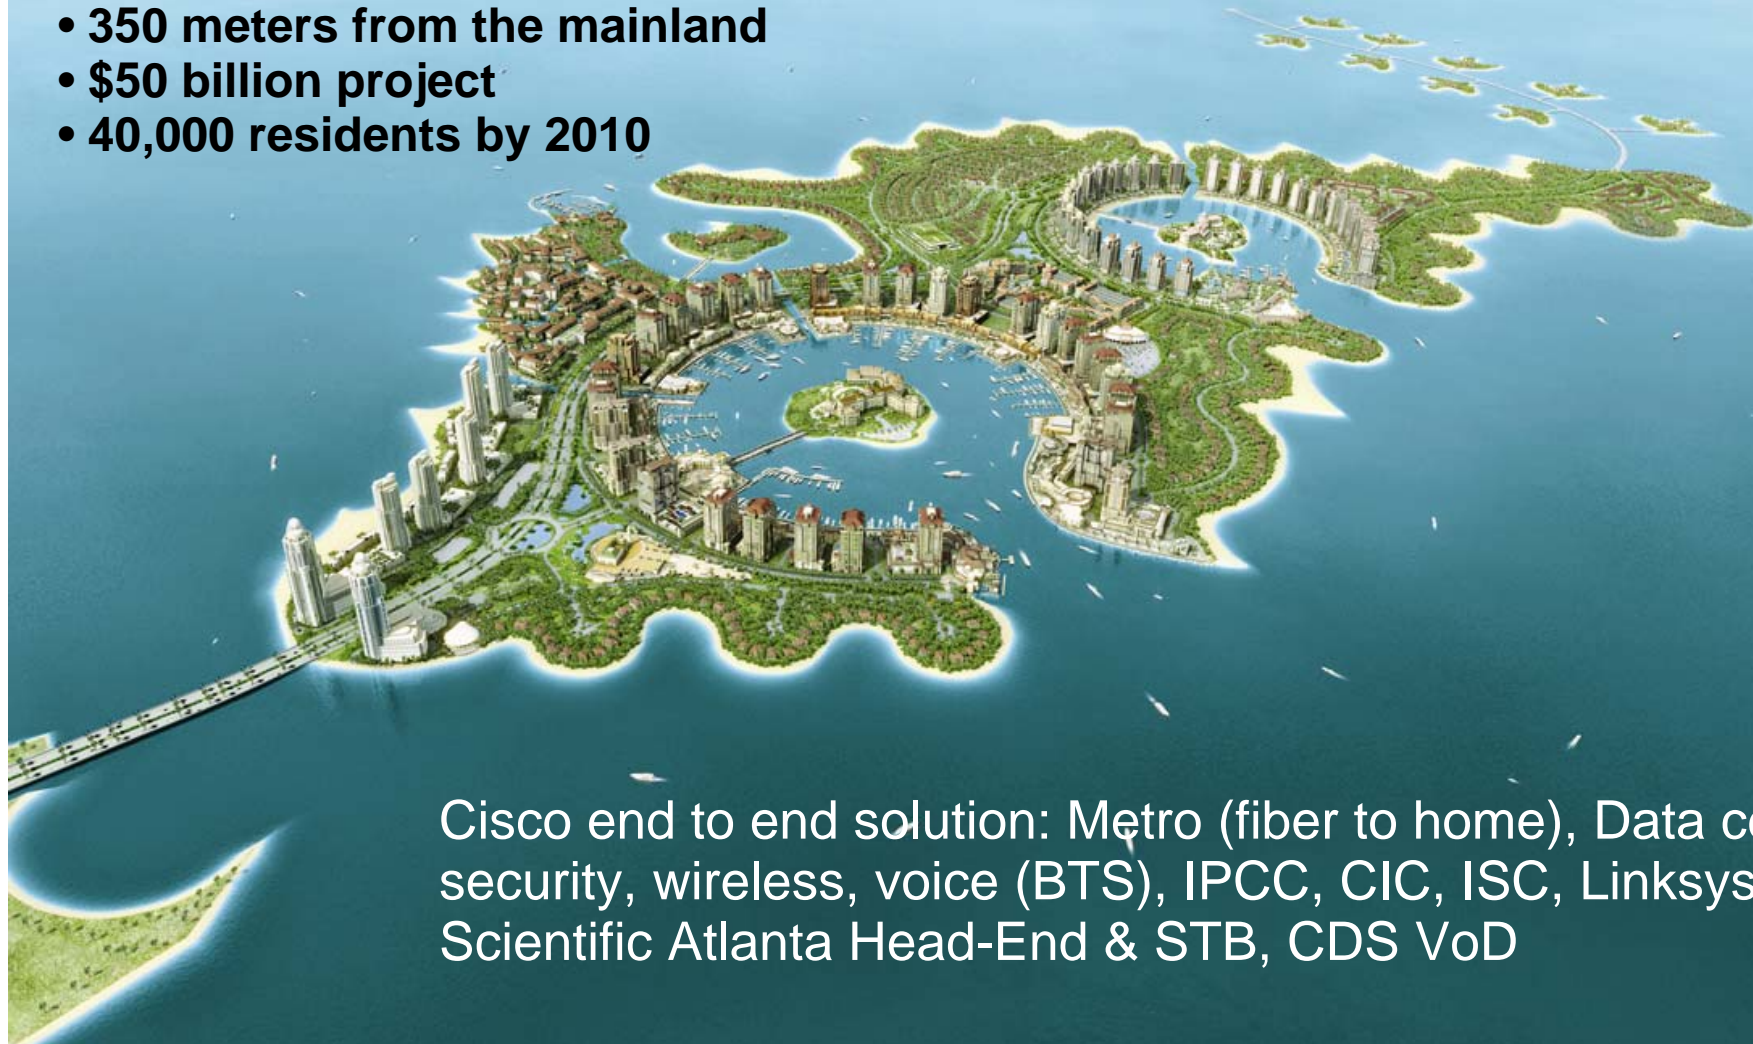 • 350 meters from the mainland
• $50 billion project
• 40,000 residents by 2010
Cisco end to end solution: Metro (fiber to home), Data
security, wireless, voice (BTS), IPCC, CIC, ISC, Linksys
Scientific Atlanta Head-End & STB, CDS VoD